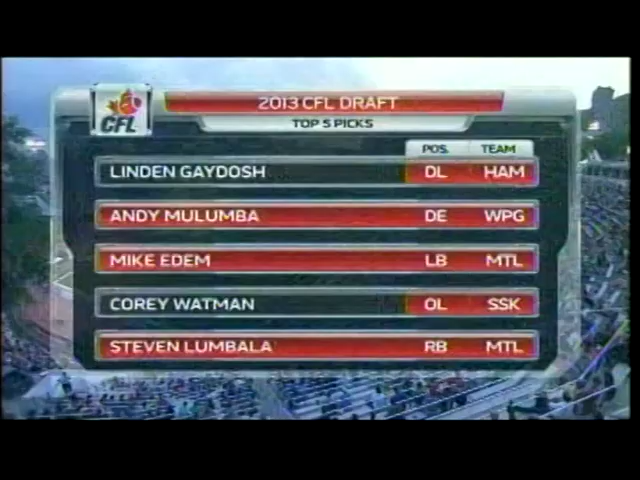 CFL
2013 CFL DRAFT
TOP 5 PICKS
POS. TEAM
LINDEN GAYDOSH DL HAM
ANDY MULUMBA DE WPG
MIKE EDEM LB MTL
COREY WATMAN OL SSK
STEVEN LUMBALA RB MTL